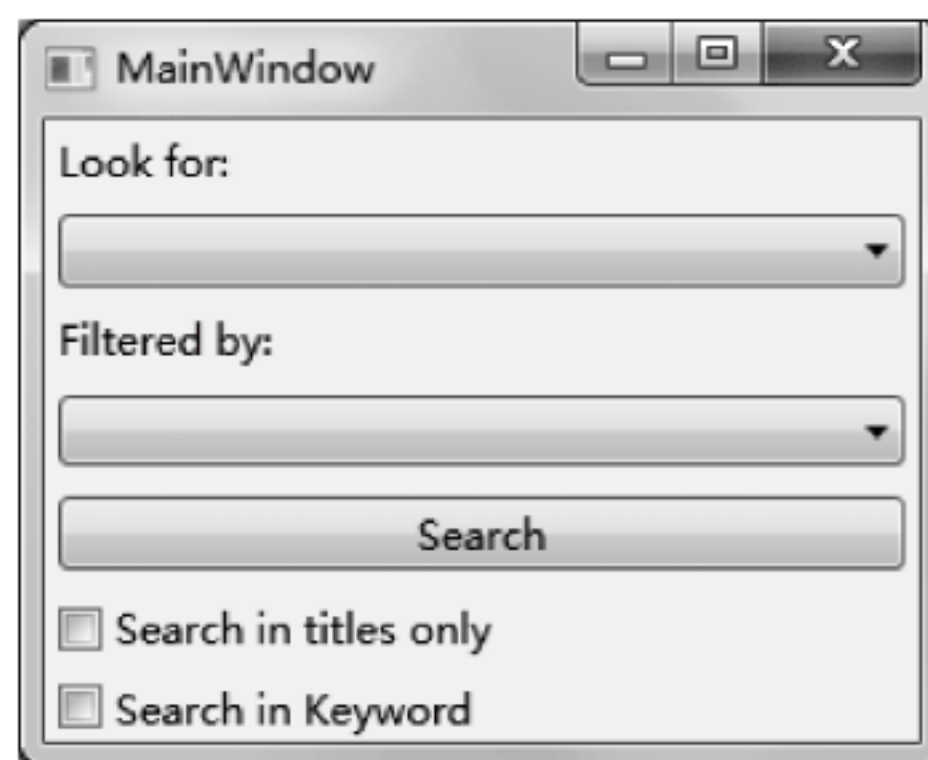 MainWindow
Look for:
Filtered by:
Search
Search in titles only
Search in Keyword